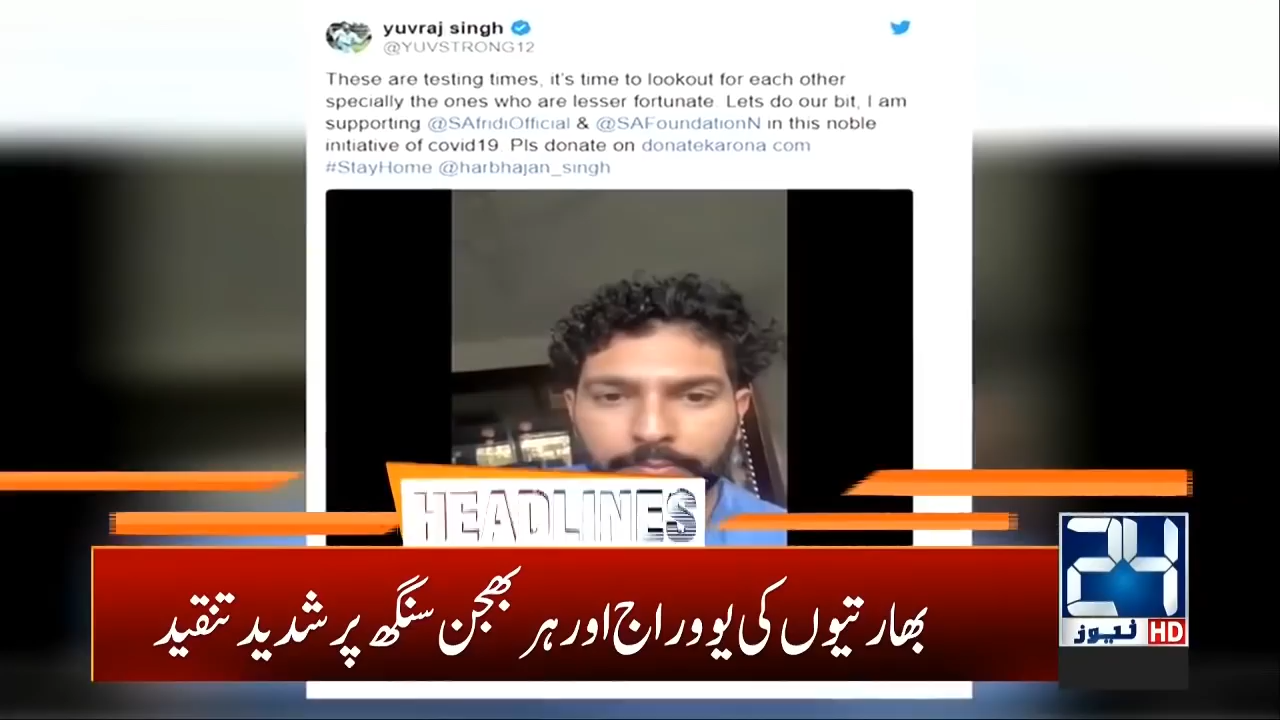 yuvraj singh
@YUVSTRONG12
These are testing times, it's time to lookout for each other
specially the ones who are lesser fortunate. Lets do our bit, I am
supporting @SAfridiOfficial & @SAFoundationN in this noble
initiative of covid19. Pls donate on donatekarona com
#StayHome @harbhajan_singh
HEADLINES
بھارتیوں کی یووراج اور ہربھجن سنگھ پر شدید تنقید
24
نیوز HD